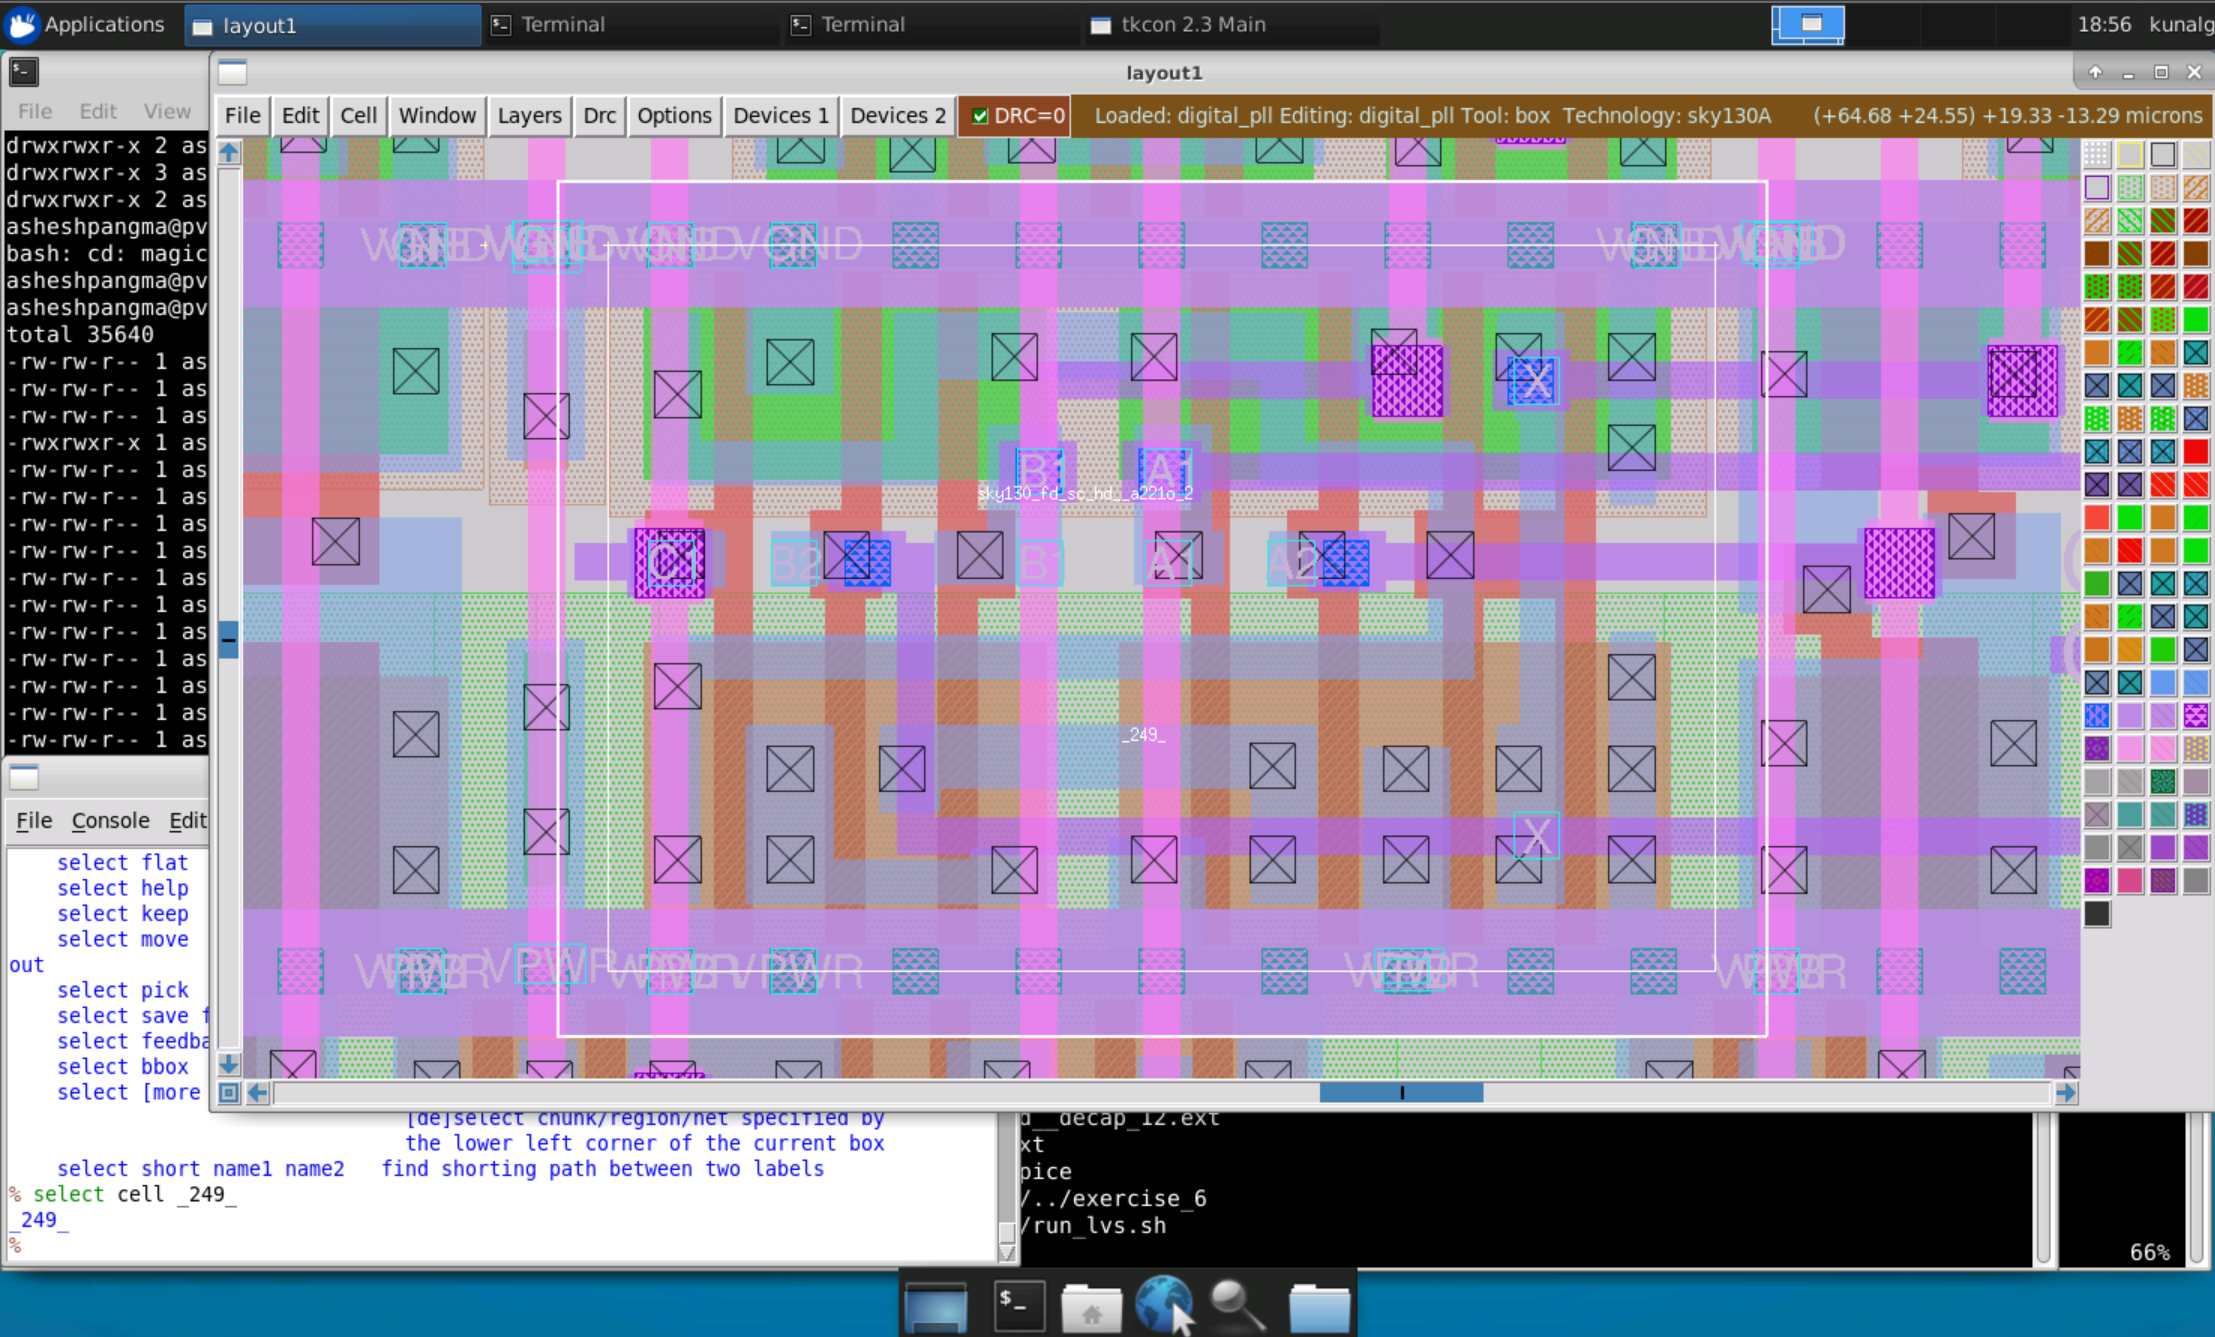 Applications layout1 Terminal Terminal tkcon 2.3 Main 18:56 kunalg
layout1
File Edit View
File Edit Cell Window Layers Drc Options Devices 1 Devices 2 DRC=0 Loaded: digital_pll Editing: digital_pll Tool: box Technology: sky130A (+64.68 +24.55) +19.33 -13.29 microns
drwxrwxr-x 2 as
drwxrwxr-x 3 as
drwxrwxr-x 2 as
asheshpangma@pv
bash: cd: magic
asheshpangma@pv
asheshpangma@pv
total 35640
-rw-rw-r-- 1 as
-rw-rw-r-- 1 as
-rw-rw-r-- 1 as
-rwxrwxr-x 1 as
-rw-rw-r-- 1 as
-rw-rw-r-- 1 as
-rw-rw-r-- 1 as
-rw-rw-r-- 1 as
-rw-rw-r-- 1 as
-rw-rw-r-- 1 as
-rw-rw-r-- 1 as
-rw-rw-r-- 1 as
-rw-rw-r-- 1 as
-rw-rw-r-- 1 as
-rw-rw-r-- 1 as
VGND
X
B1 A1
sky130_fd_sc_hd__a221o_2
C1 B2 B1 A1 A2
_249_
X
VPWR VPWR
File Console Edit
select flat
select help
select keep
select move
out
select pick
select save f
select feedba
select bbox
select [more
[de]select chunk/region/net specified by
the lower left corner of the current box
select short name1 name2 find shorting path between two labels
% select cell _249_
_249_
%
d__decap_12.ext
xt
pice
/../exercise_6
/run_lvs.sh
66%
$_